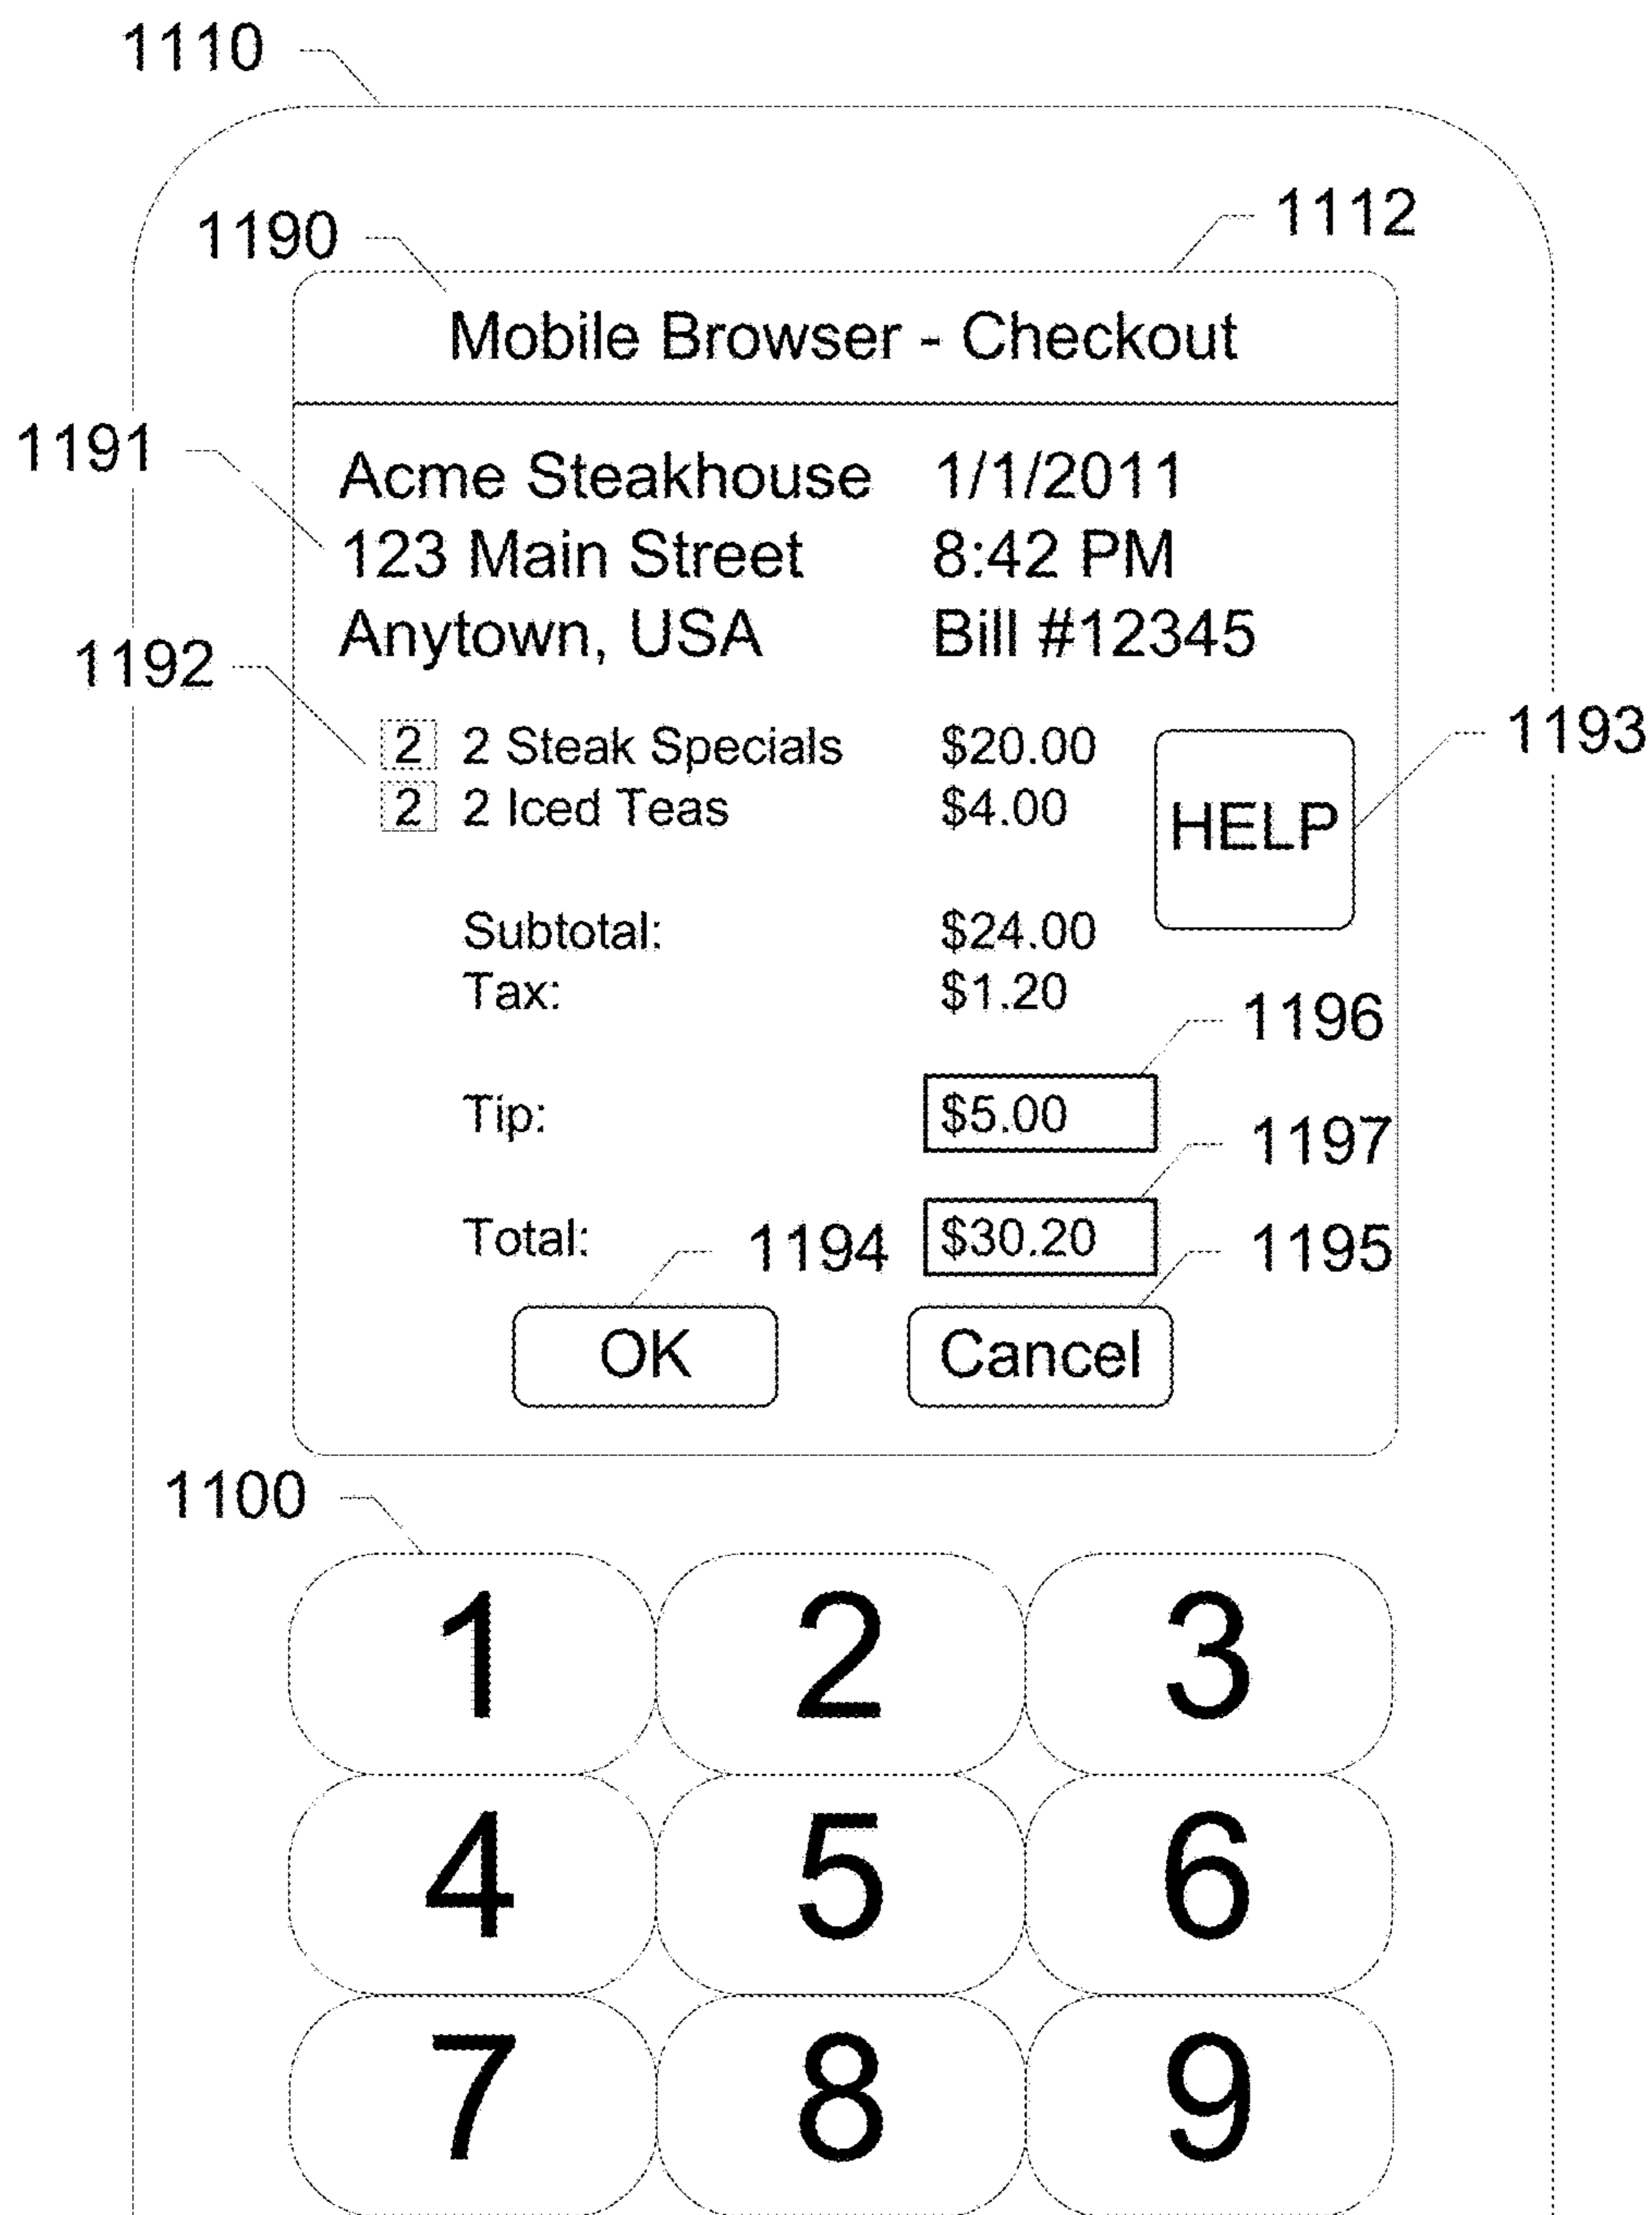 1110
1190
1112
Mobile Browser - Checkout
1191
Acme Steakhouse 1/1/2011
123 Main Street 8:42 PM
Anytown, USA Bill #12345
1192
2 2 Steak Specials $20.00
1193
2 2 Iced Teas $4.00
HELP
Subtotal: $24.00
Tax: $1.20
1196
Tip: $5.00
1197
Total: $30.20
1194
1195
OK Cancel
1100
1 2 3
4 5 6
7 8 9